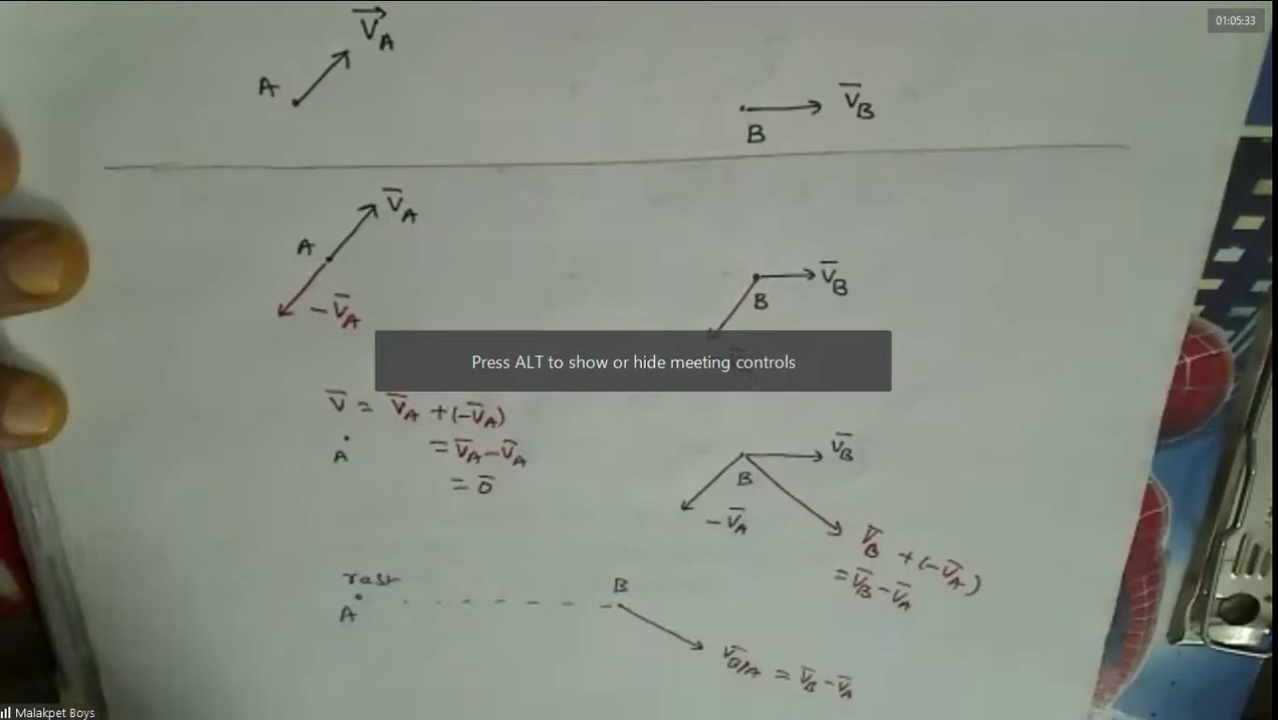 01:05:33
V⃗A
A
V̅B
B
V̅A
A
−V̅A
V̅B
B
Press ALT to show or hide meeting controls
V̅ = V̅A + (−V̅A)
A
= V̅A − V̅A
= 0̅
V̅B
B
−V̅A
V̅B + (−V̅A)
= V̅B − V̅A
rest
A
B
V̅B/A = V̅B − V̅A
Malakpet Boys